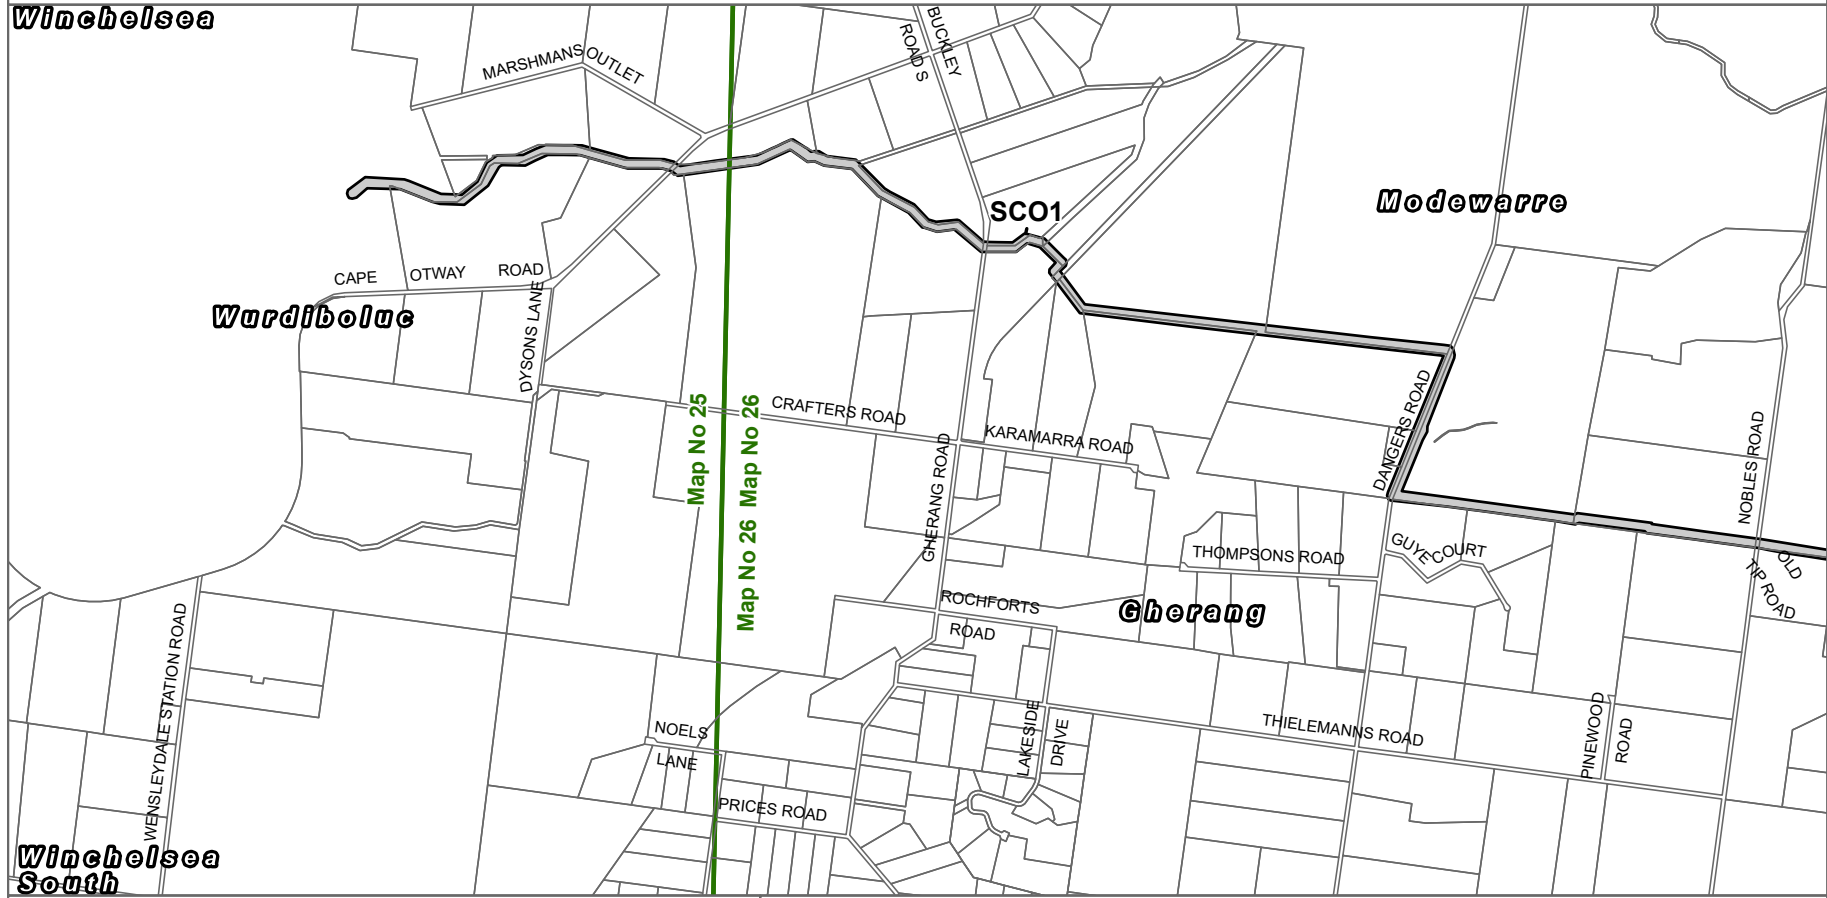 Winchelsea
MARSHMANS OUTLET
BUCKLEY
ROAD S
SCO1
Modewarre
CAPE OTWAY ROAD
Wurdiboluc
DYSONS LANE
Map No 25
Map No 26
CRAFTERS ROAD
KARAMARRA ROAD
GHERANG ROAD
DANGERS ROAD
NOBLES ROAD
Map No 26
THOMPSONS ROAD
GUYE COURT
OLD
TIP ROAD
ROCHFORTS
ROAD
Gherang
WENSLEYDALE STATION ROAD
NOELS
LANE
LAKESIDE
DRIVE
THIELEMANNS ROAD
PINEWOOD
ROAD
PRICES ROAD
Winchelsea
South